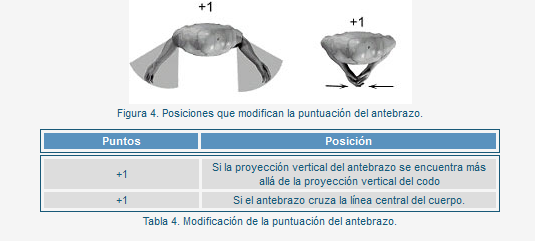 +1 +1
Figura 4. Posiciones que modifican la puntuación del antebrazo.
Puntos Posición
+1 Si la proyección vertical del antebrazo se encuentra más
allá de la proyección vertical del codo
+1 Si el antebrazo cruza la línea central del cuerpo.
Tabla 4. Modificación de la puntuación del antebrazo.